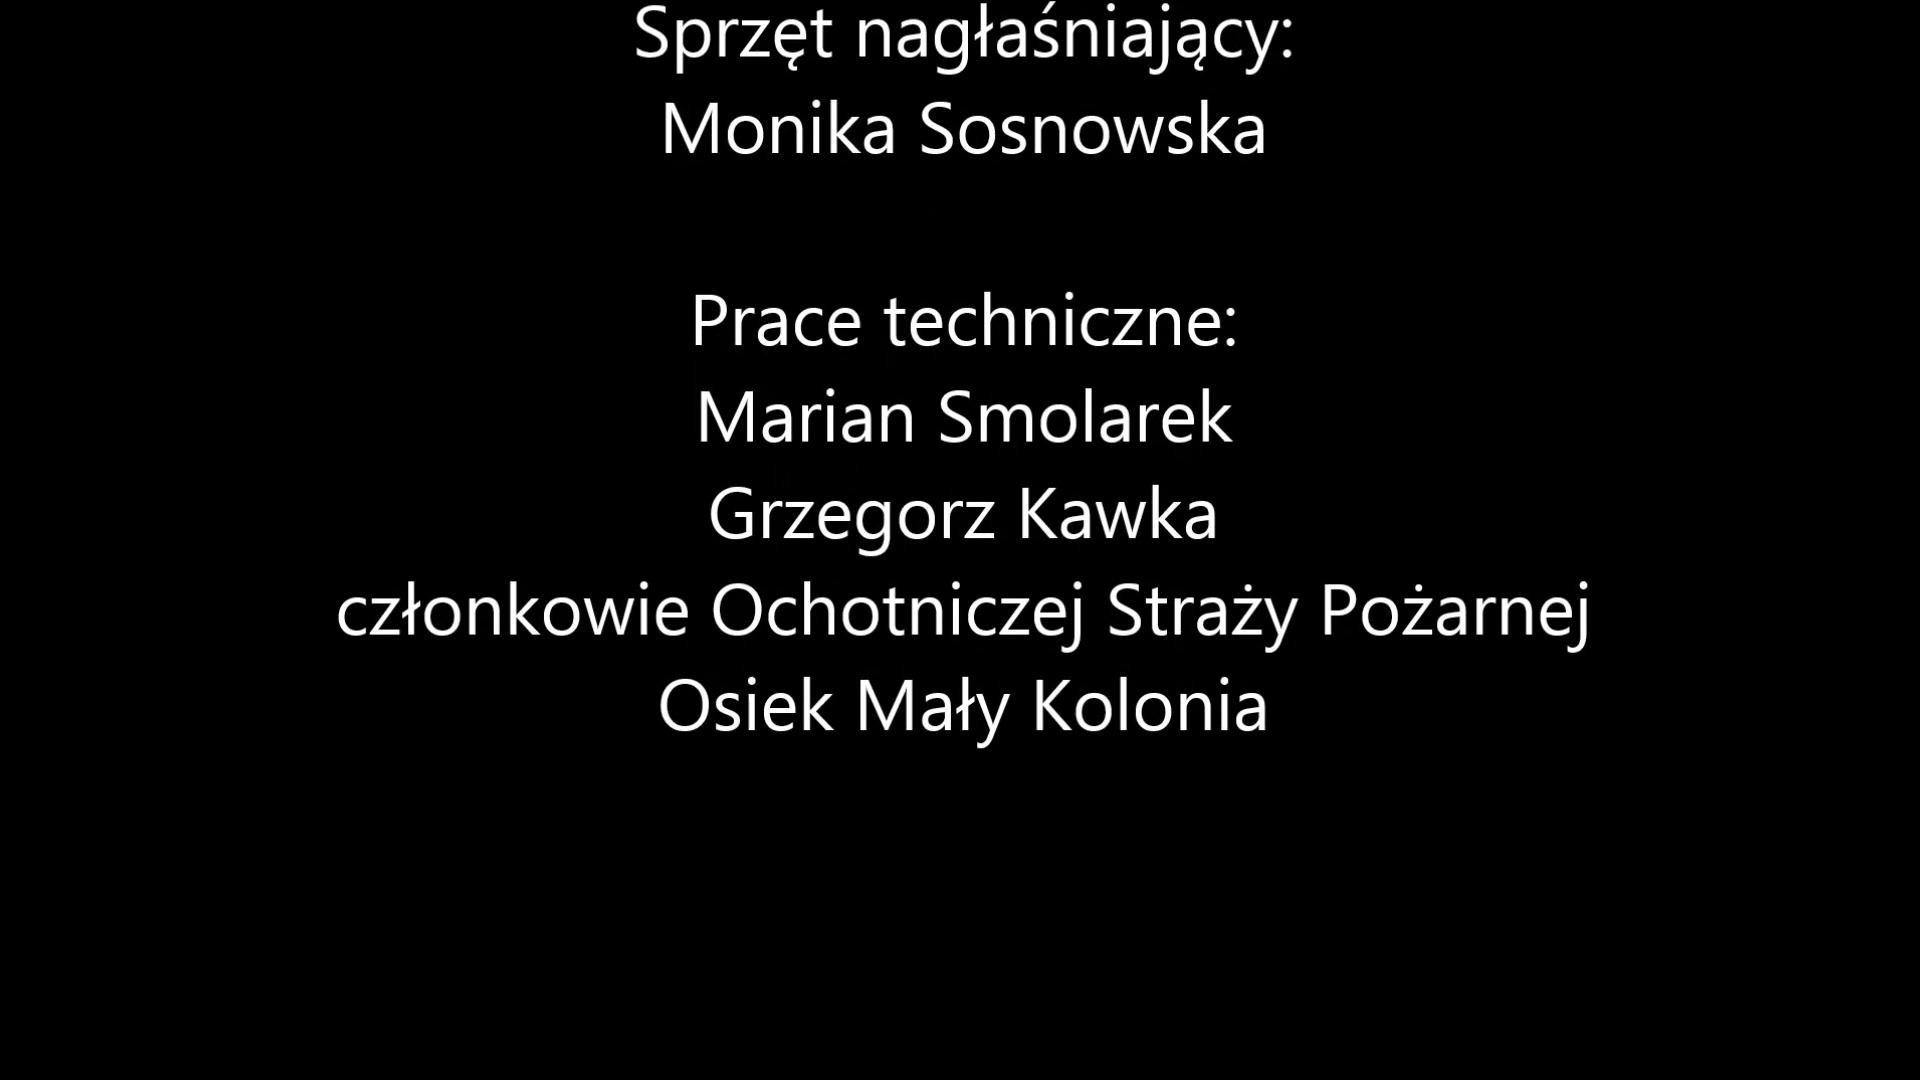 Sprzęt nagłaśniający:
Monika Sosnowska
Prace techniczne:
Marian Smolarek
Grzegorz Kawka
członkowie Ochotniczej Straży Pożarnej
Osiek Mały Kolonia